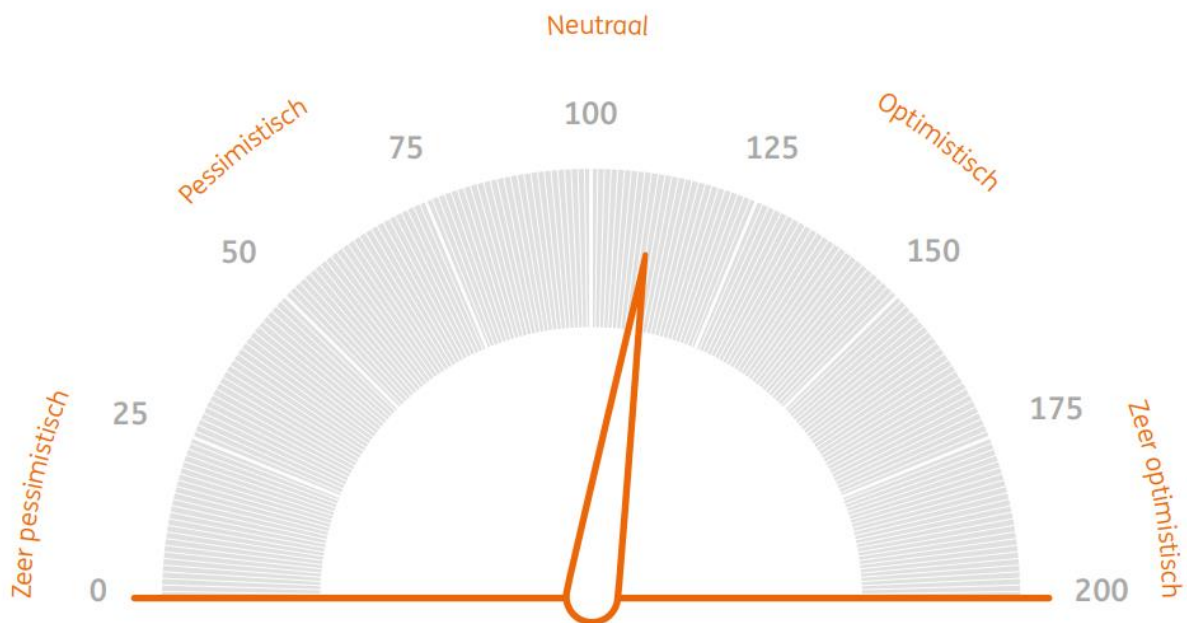 Neutraal
Pessimistisch
Optimistisch
100
75
125
50
150
25
175
Zeer pessimistisch
Zeer optimistisch
0
200